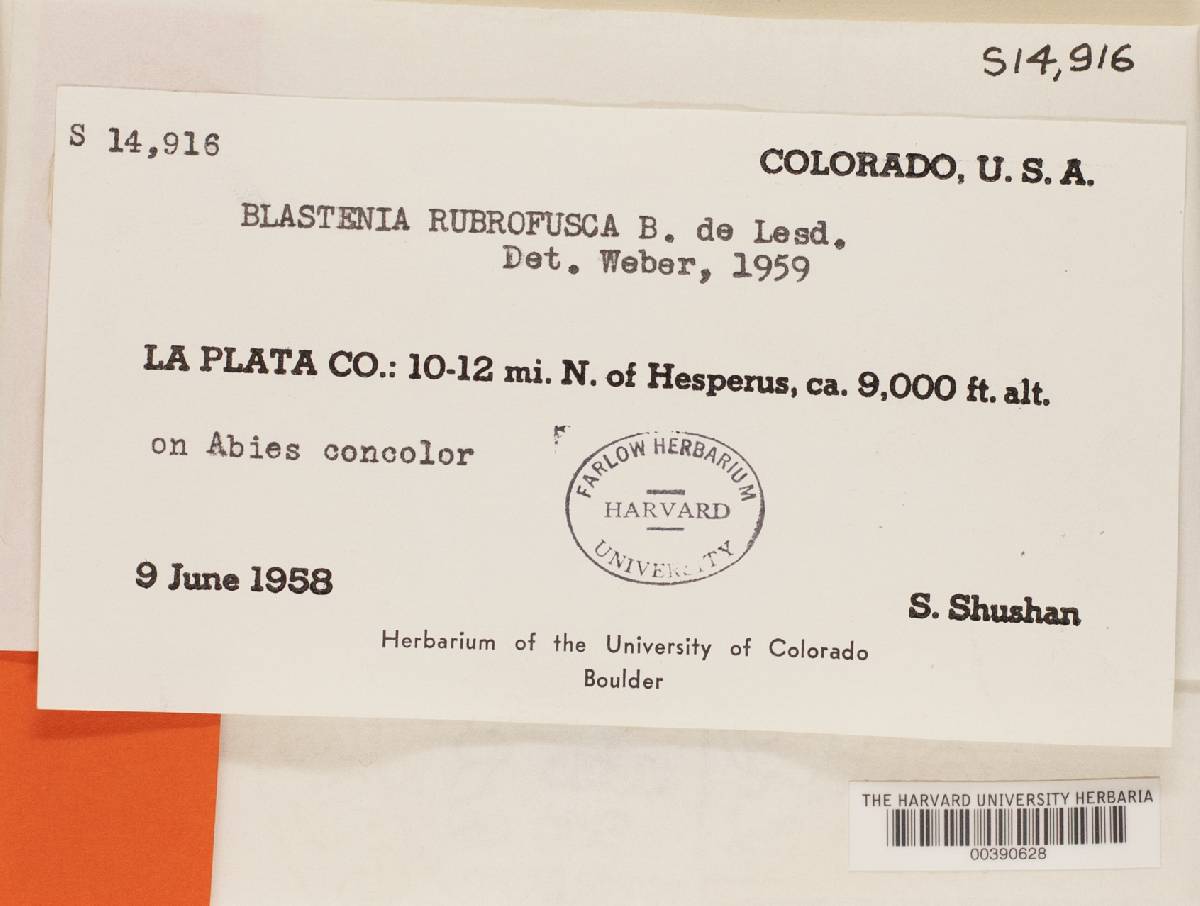 S14,916
S 14,916
COLORADO, U. S. A.
BLASTENIA RUBROFUSCA B. de Lesd.
Det. Weber, 1959
LA PLATA CO.: 10-12 mi. N. of Hesperus, ca. 9,000 ft. alt.
on Abies concolor
FARLOW HERBARIUM
HARVARD
UNIVERSITY
9 June 1958
S. Shushan
Herbarium of the University of Colorado
Boulder
THE HARVARD UNIVERSITY HERBARIA
00390628